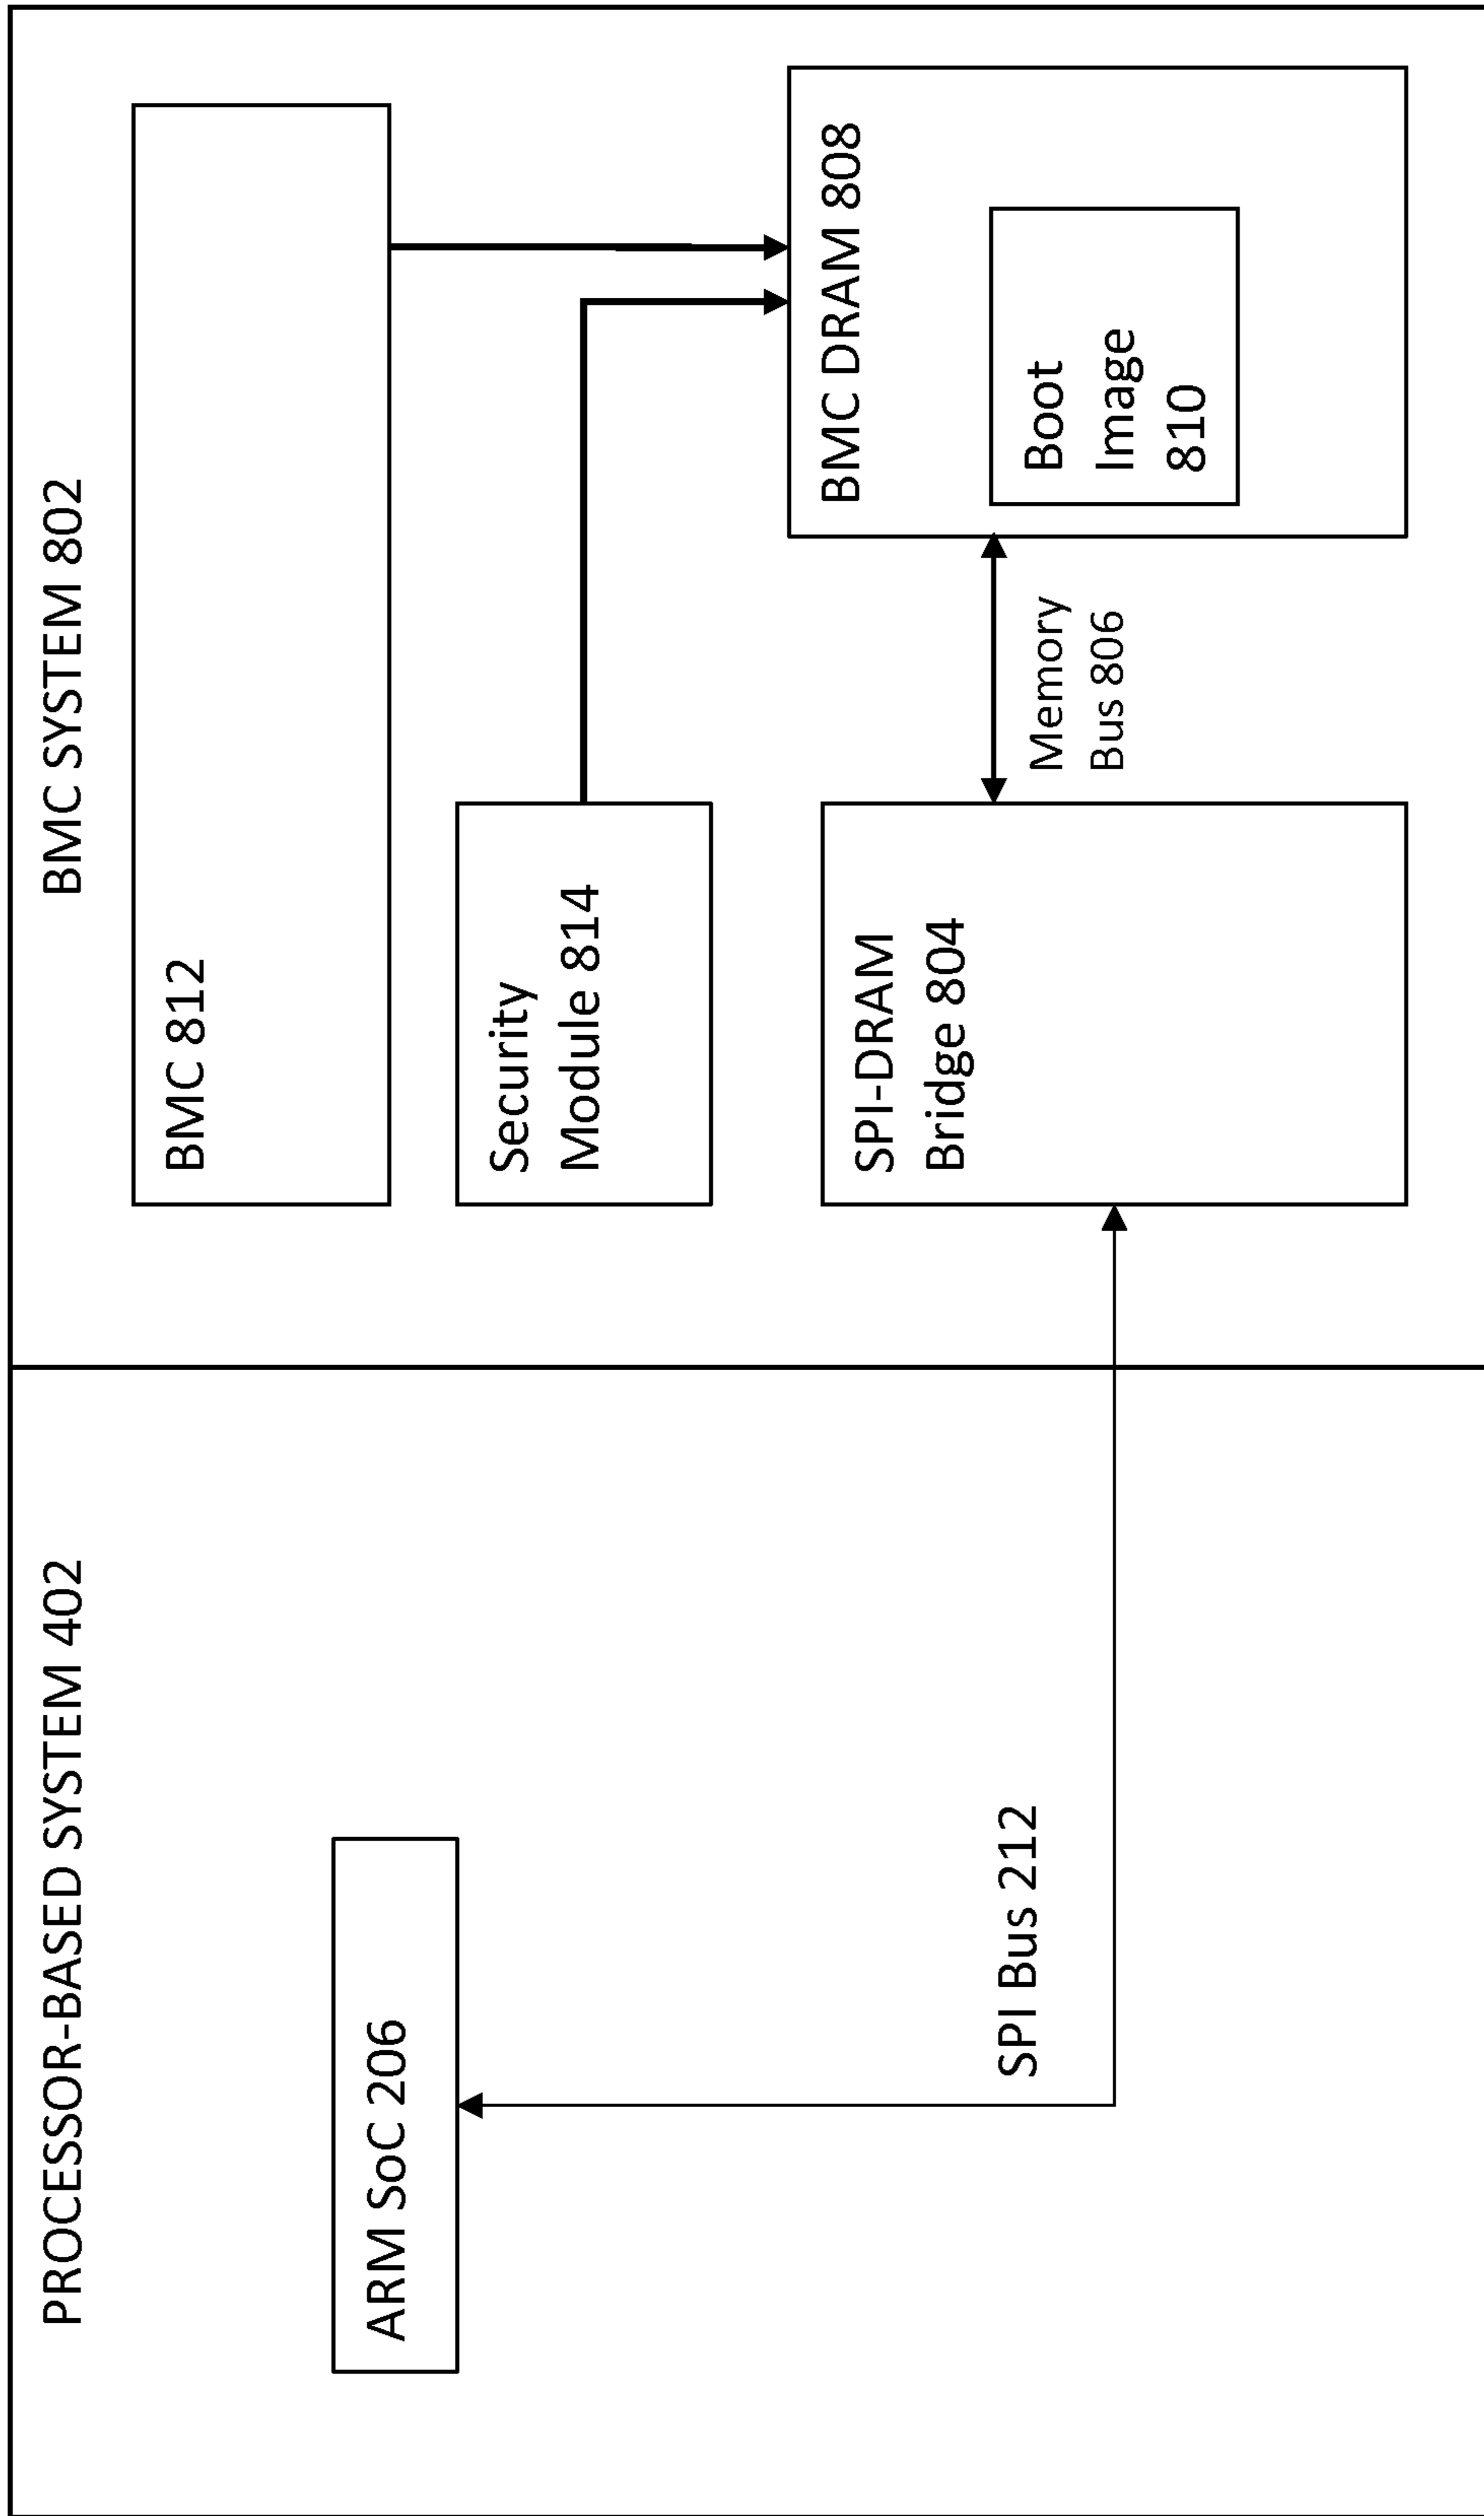 PROCESSOR-BASED SYSTEM 402
ARM SoC 206
SPI Bus 212
BMC SYSTEM 802
BMC 812
Security
Module 814
SPI-DRAM
Bridge 804
Memory
Bus 806
BMC DRAM 808
Boot
Image
810